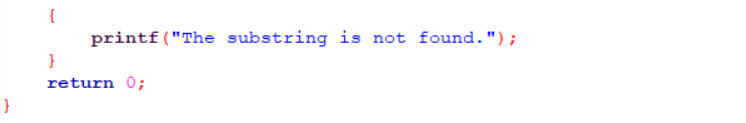 {
printf("The substring is not found.");
}
return 0;
}